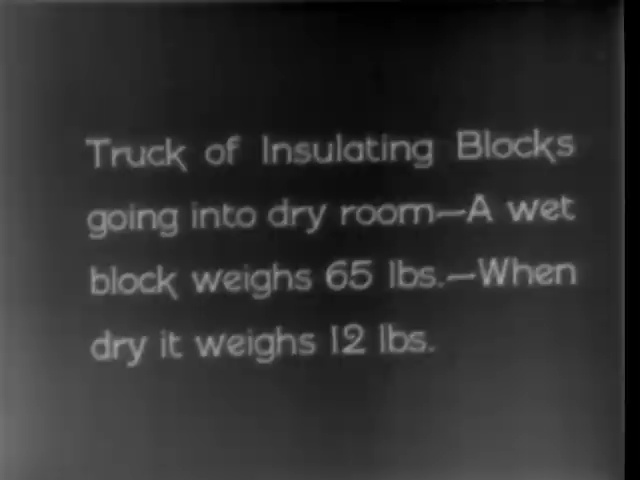 Truck of Insulating Blocks
going into dry room—A wet
block weighs 65 lbs.—When
dry it weighs 12 lbs.